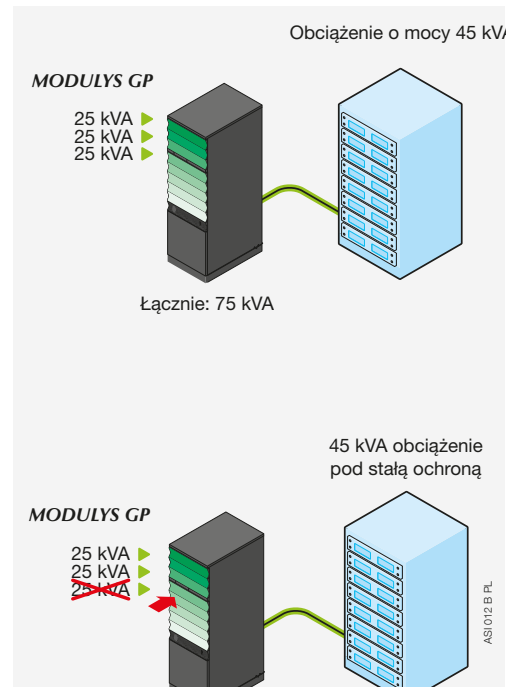 Obciążenie o mocy 45 kVA
MODULYS GP
25 kVA
25 kVA
25 kVA
Łącznie: 75 kVA
45 kVA obciążenie
pod stałą ochroną
MODULYS GP
25 kVA
25 kVA
25 kVA
ASI 012 B PL